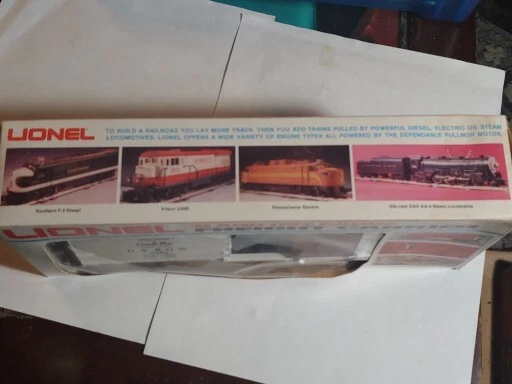 LIONEL
TO BUILD A RAILROAD YOU LAY MORE TRACK, THEN YOU ADD TRAINS PULLED BY POWERFUL DIESEL, ELECTRIC OR STEAM
LOCOMOTIVES. LIONEL OFFERS A WIDE VARIETY OF ENGINE TYPES ALL POWERED BY THE DEPENDABLE PULLMOR MOTOR.
Southern F-3 Diesel
Frisco U36B
Pennsylvania Electric
Die-cast C&O 4-6-4 Steam Locomotive
LIONEL